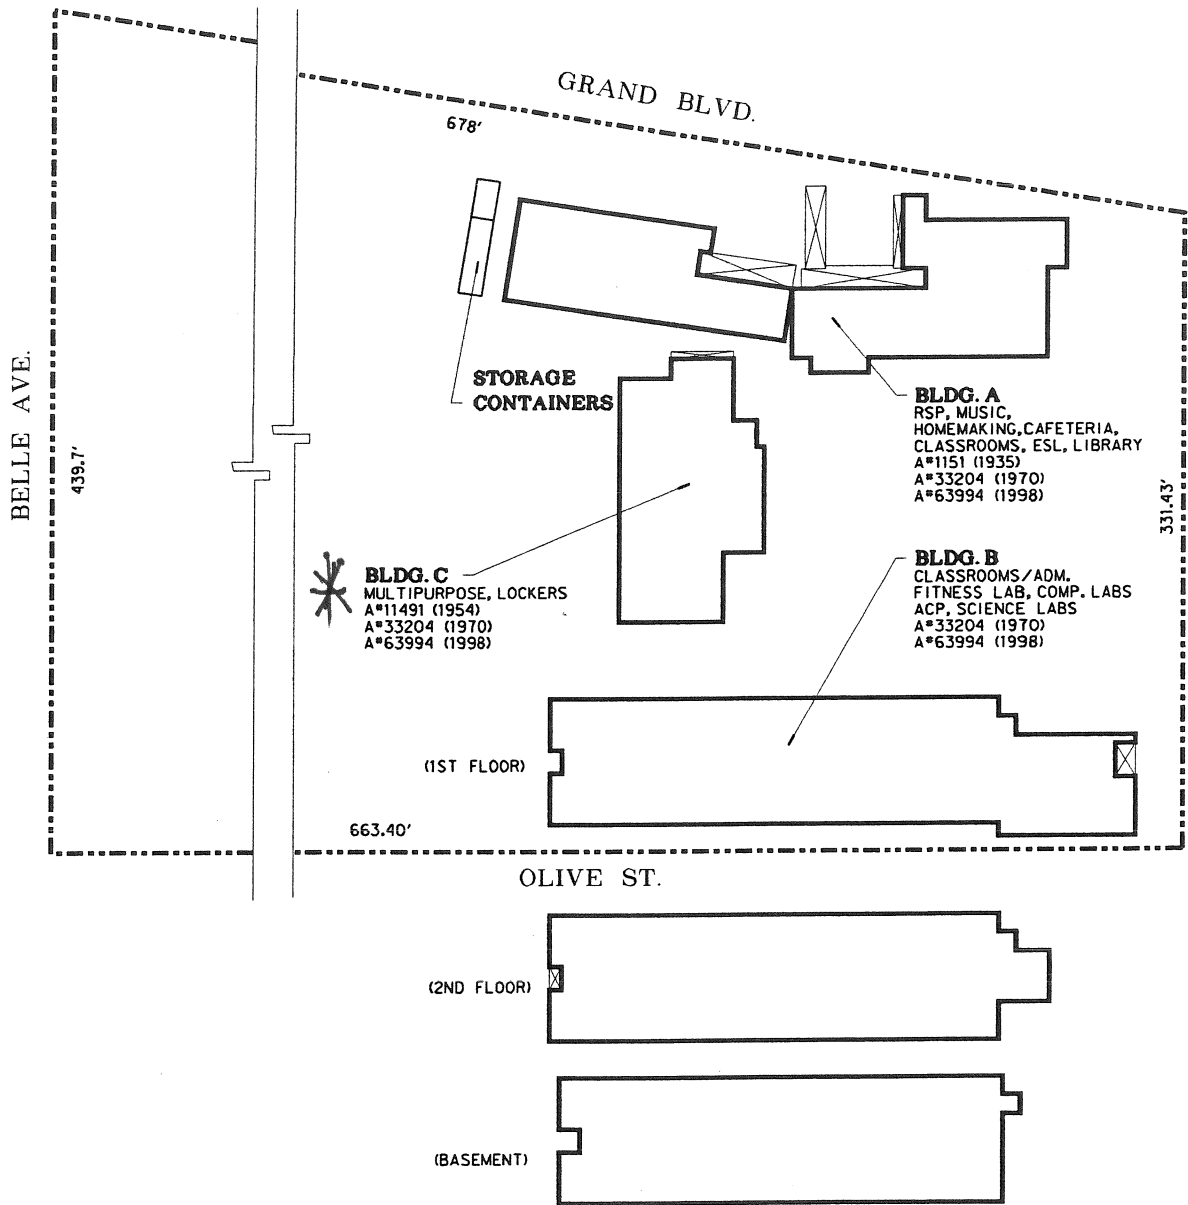 GRAND BLVD.
678'
BELLE AVE.
439.7'
STORAGE
CONTAINERS
BLDG. A
RSP, MUSIC,
HOMEMAKING,CAFETERIA,
CLASSROOMS, ESL, LIBRARY
A#1151 (1935)
A#33204 (1970)
A#63994 (1998)
331.43'
BLDG. C
MULTIPURPOSE, LOCKERS
A#11491 (1954)
A#33204 (1970)
A#63994 (1998)
BLDG. B
CLASSROOMS/ADM.
FITNESS LAB, COMP. LABS
ACP, SCIENCE LABS
A#33204 (1970)
A#63994 (1998)
(1ST FLOOR)
663.40'
OLIVE ST.
(2ND FLOOR)
(BASEMENT)